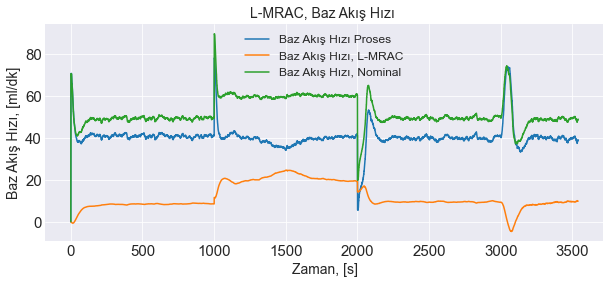 L-MRAC, Baz Akış Hızı
Baz Akış Hızı Proses
Baz Akış Hızı, L-MRAC
Baz Akış Hızı, Nominal
Baz Akış Hızı, [ml/dk]
80
60
40
20
0
0 500 1000 1500 2000 2500 3000 3500
Zaman, [s]